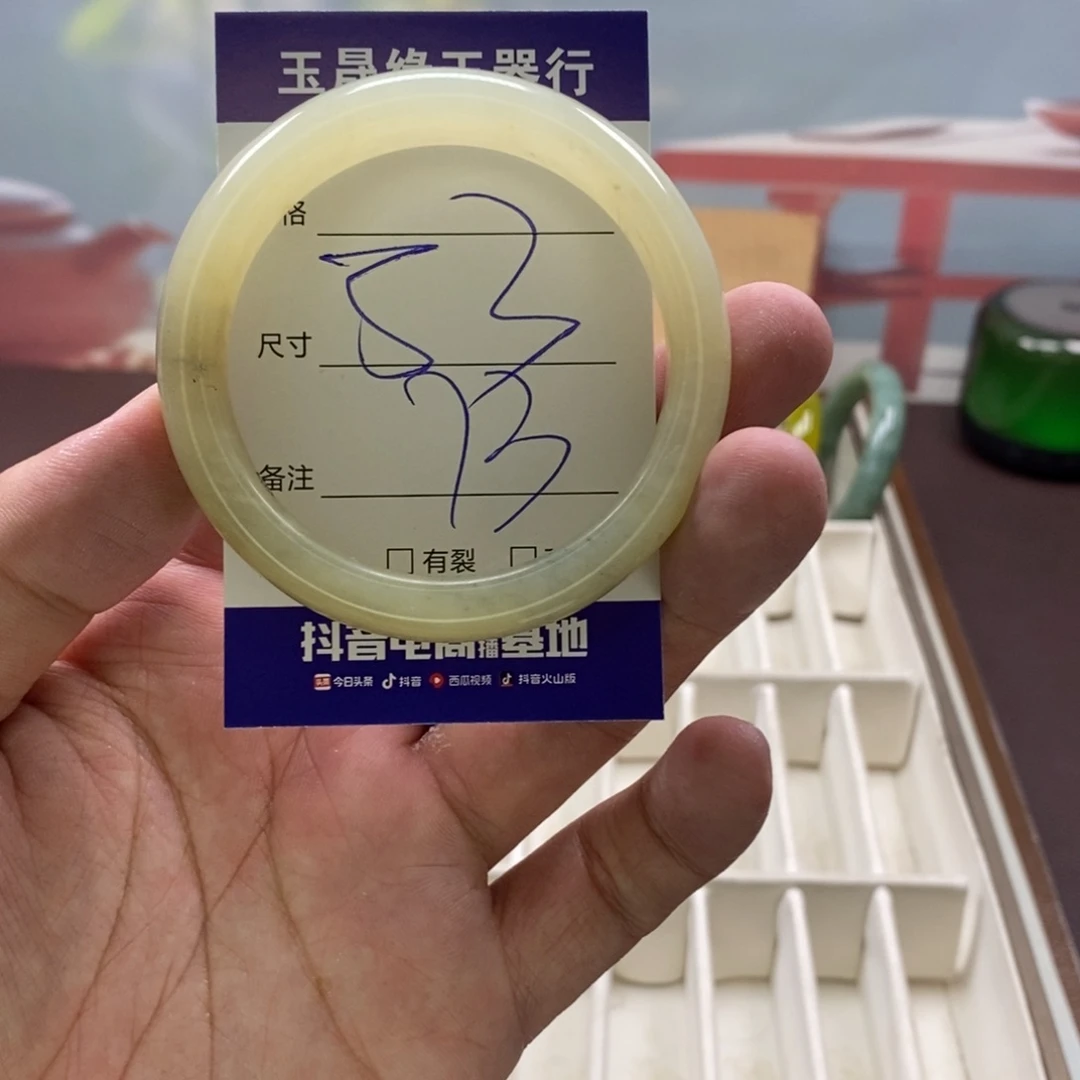 玉晟缘玉器行
格
尺寸
备注
有裂
抖音电商直播基地
今日头条 抖音 西瓜视频 抖音火山版